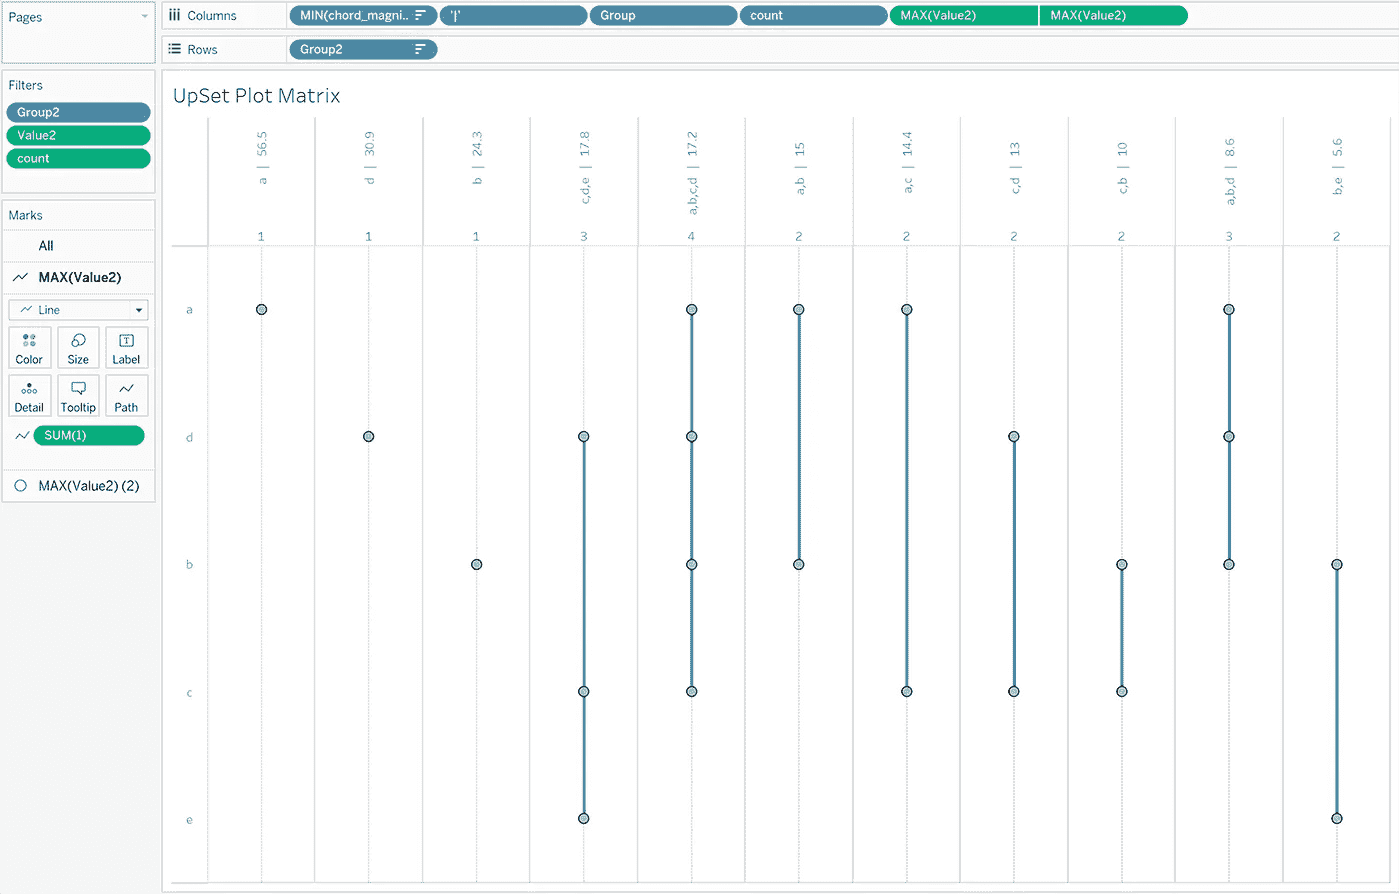 Pages
Columns
MIN(chord_magni..
'|'
Group
count
MAX(Value2)
MAX(Value2)
Rows
Group2
Filters
Group2
Value2
count
Marks
All
MAX(Value2)
Line
Color
Size
Label
Detail
Tooltip
Path
SUM(1)
MAX(Value2) (2)
UpSet Plot Matrix
a | 56.5
d | 30.9
b | 24.3
c,d,e | 17.8
a,b,c,d | 17.2
a,b | 15
a,c | 14.4
c,d | 13
c,b | 10
a,b,d | 8.6
b,e | 5.6
1 1 1 3 4 2 2 2 2 3 2
a
d
b
c
e